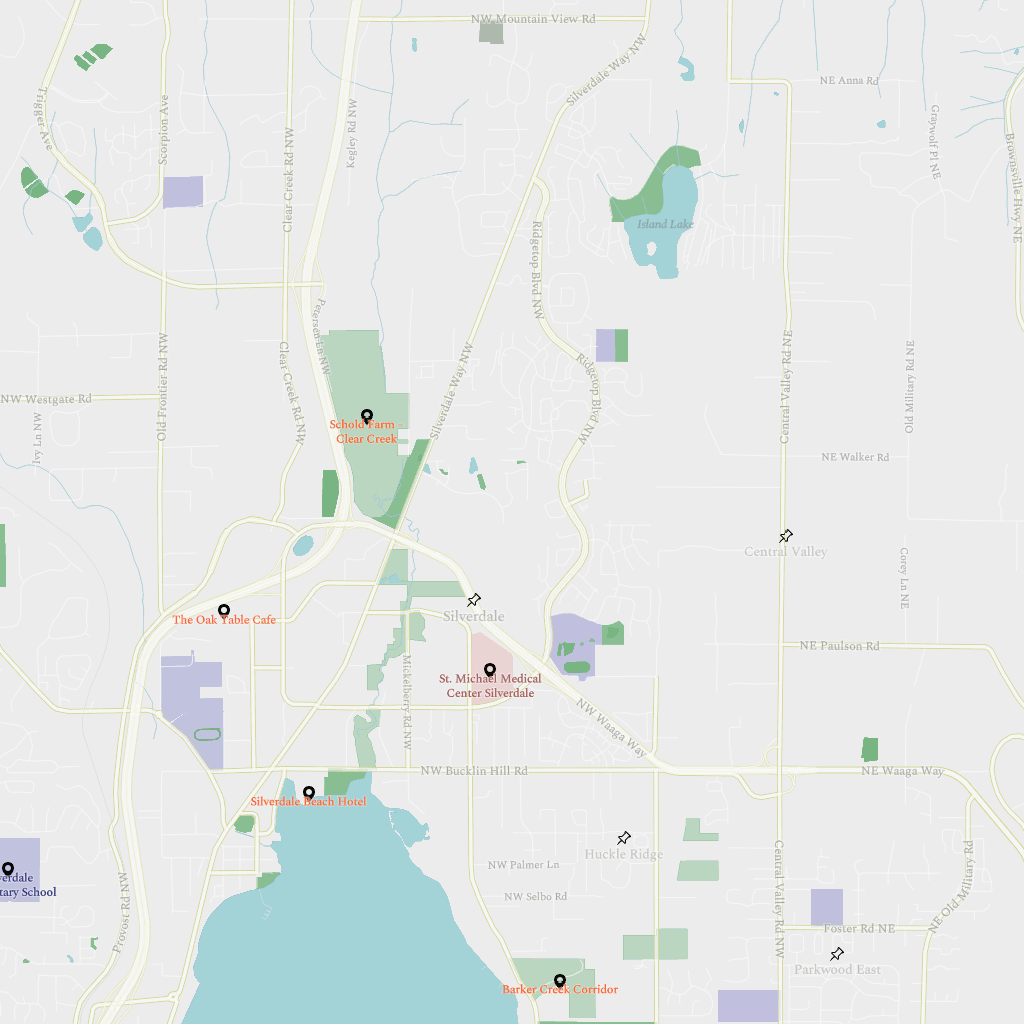 NW Mountain View Rd
Silverdale Way NW
NE Anna Rd
Trigger Ave
Scorpion Ave
Kegley Rd NW
Clear Creek Rd NW
Graywolf Pl NE
Brownsville Hwy NE
Island Lake
Ridgetop Blvd NW
Petersen Ln NW
Old Frontier Rd NW
Clear Creek Rd NW
Silverdale Way NW
Ridgetop Blvd NW
Central Valley Rd NE
Old Military Rd NE
NW Westgate Rd
Ivy Ln NW
Schold Farm -
Clear Creek
NE Walker Rd
Central Valley
Corey Ln NE
The Oak Table Cafe
Silverdale
NE Paulson Rd
Mickelberry Rd NW
St. Michael Medical
Center Silverdale
NW Waaga Way
NW Bucklin Hill Rd
NE Waaga Way
Silverdale Beach Hotel
Huckle Ridge
NW Palmer Ln
NW Selbo Rd
Provost Rd NW
Central Valley Rd NW
NE Old Military Rd
Foster Rd NE
Parkwood East
Barker Creek Corridor
verdale
tary School